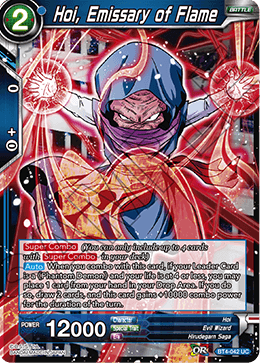 2
Hoi, Emissary of Flame
BATTLE
0 + 0
Super Combo (You can only include up to 4 cards
with Super Combo in your deck)
Auto When you combo with this card, if your Leader Card
is a {Phantom Demon} and your life is at 4 or less, you may
place 1 card from your hand in your Drop Area. If you do
so, draw 2 cards, and this card gains +10000 combo power
for the duration of the turn.
POWER 12000
Character Hoi
Special Trait Evil Wizard
Era Hirudegarn Saga
BT4-042 UC